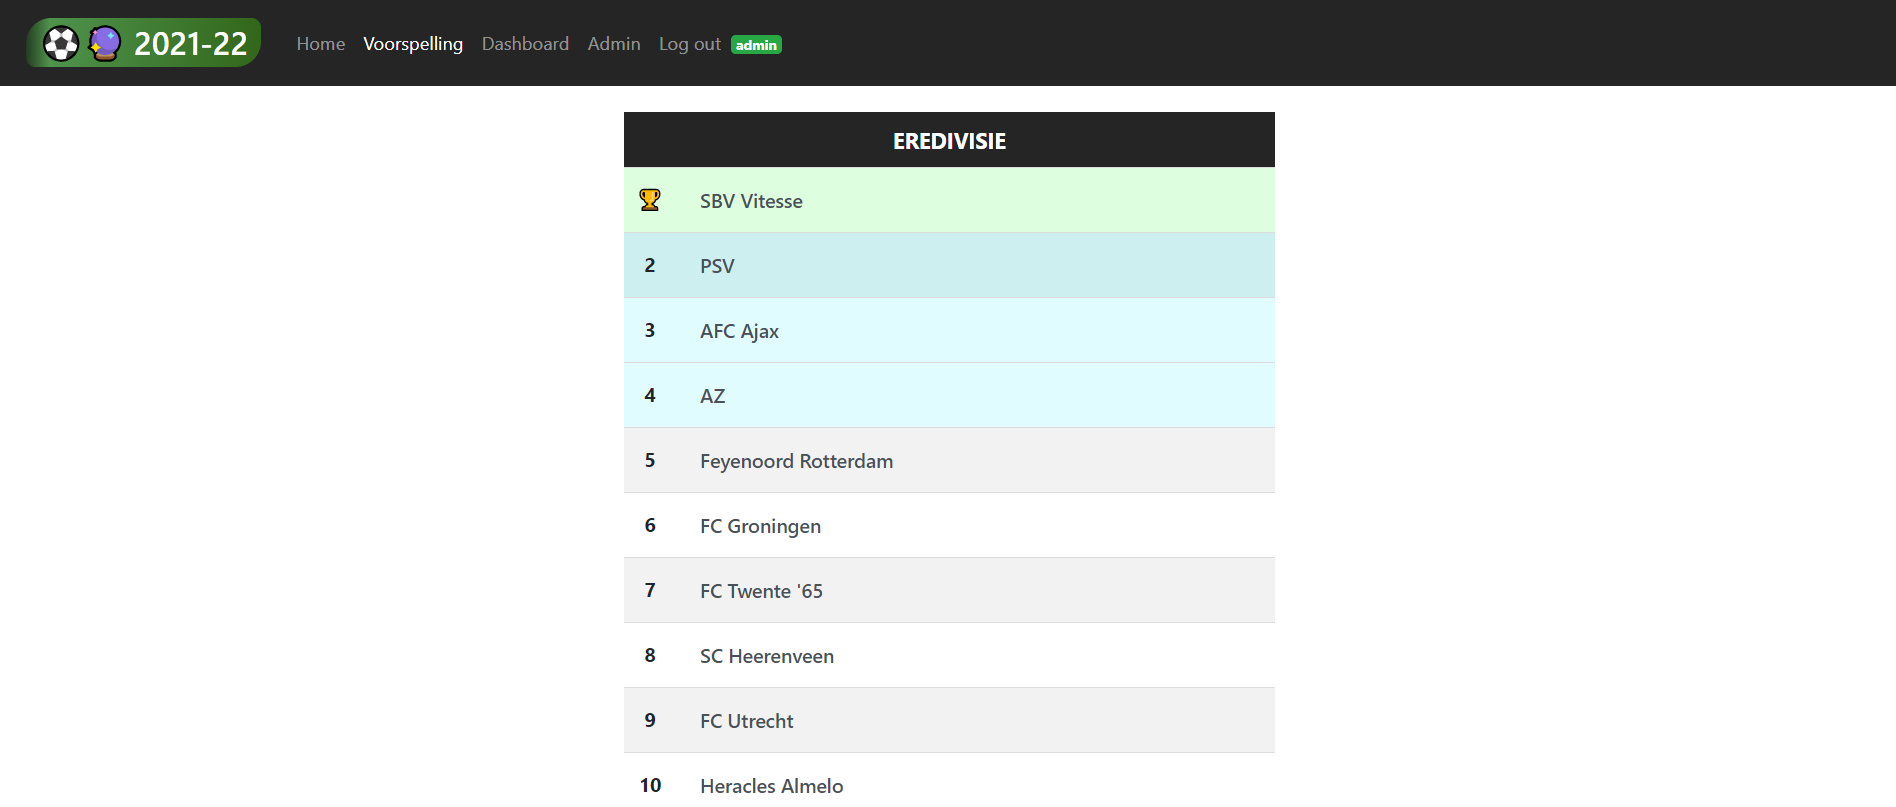 2021-22 Home Voorspelling Dashboard Admin Log out admin
EREDIVISIE
SBV Vitesse
2 PSV
3 AFC Ajax
4 AZ
5 Feyenoord Rotterdam
6 FC Groningen
7 FC Twente '65
8 SC Heerenveen
9 FC Utrecht
10 Heracles Almelo